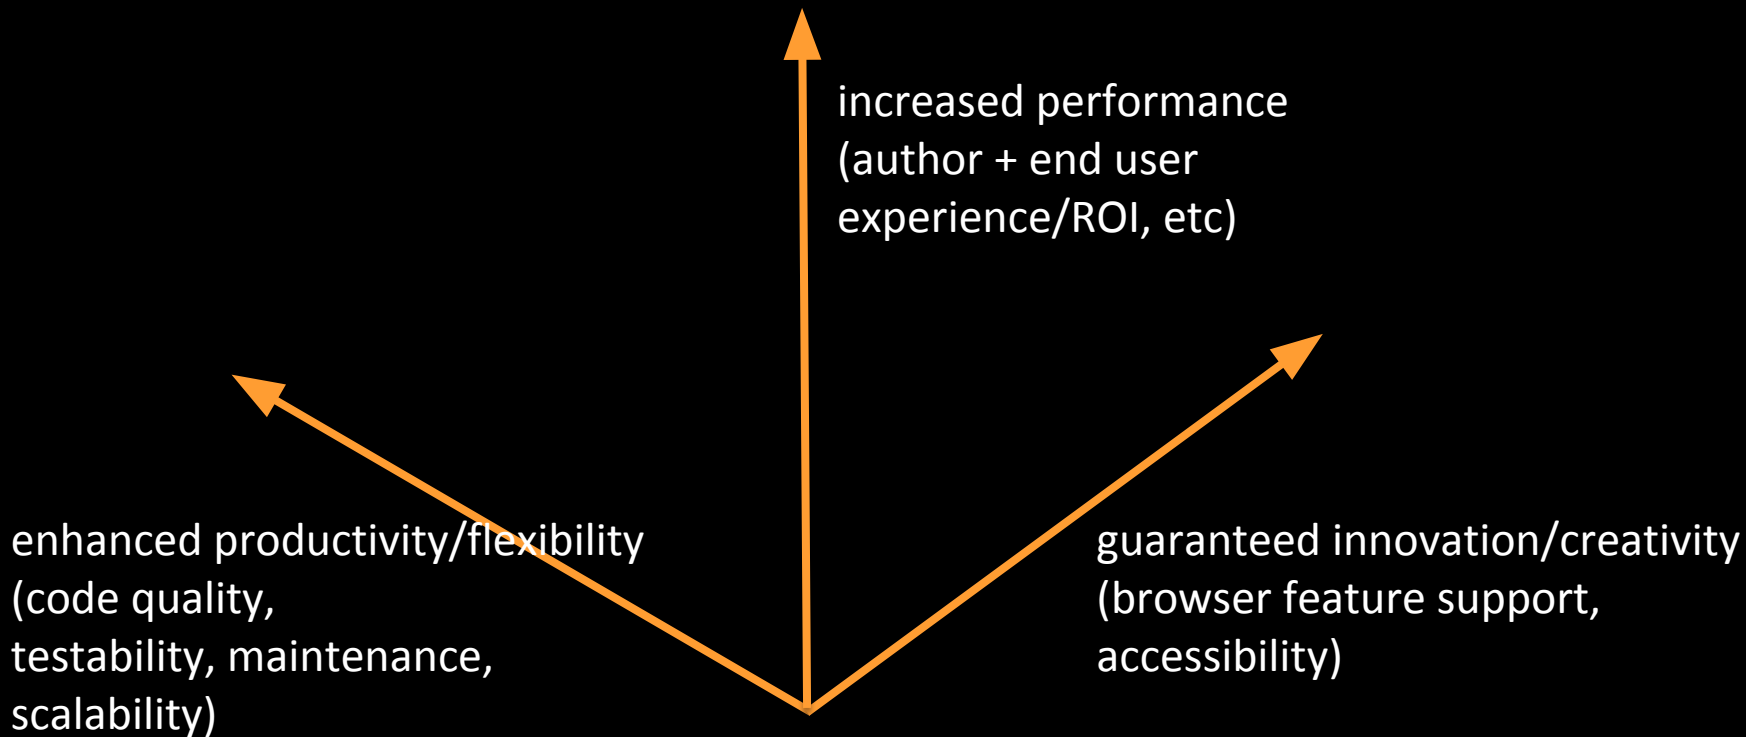 increased performance
(author + end user
experience/ROI, etc)
enhanced productivity/flexibility
(code quality,
testability, maintenance,
scalability)
guaranteed innovation/creativity
(browser feature support,
accessibility)